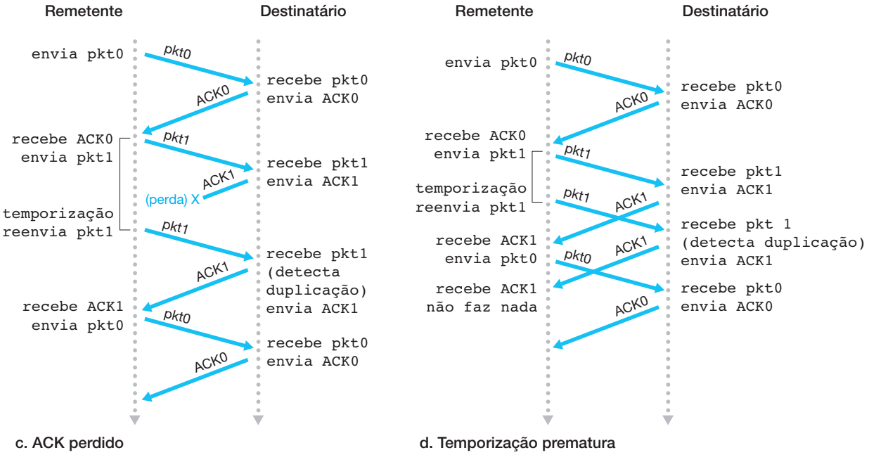 Remetente
Destinatário
envia pkt0
pkt0
recebe pkt0
envia ACK0
ACK0
recebe ACK0
envia pkt1
pkt1
recebe pkt1
envia ACK1
ACK1
(perda) X
temporização
reenvia pkt1
pkt1
recebe pkt1
(detecta
duplicação)
envia ACK1
ACK1
recebe ACK1
envia pkt0
pkt0
recebe pkt0
envia ACK0
ACK0
c. ACK perdido
Remetente
Destinatário
envia pkt0
pkt0
recebe pkt0
envia ACK0
ACK0
recebe ACK0
envia pkt1
pkt1
recebe pkt1
envia ACK1
temporização
reenvia pkt1
pkt1
ACK1
recebe pkt 1
(detecta duplicação)
envia ACK1
recebe ACK1
envia pkt0
pkt0
ACK1
recebe pkt0
envia ACK0
recebe ACK1
não faz nada
ACK0
d. Temporização prematura